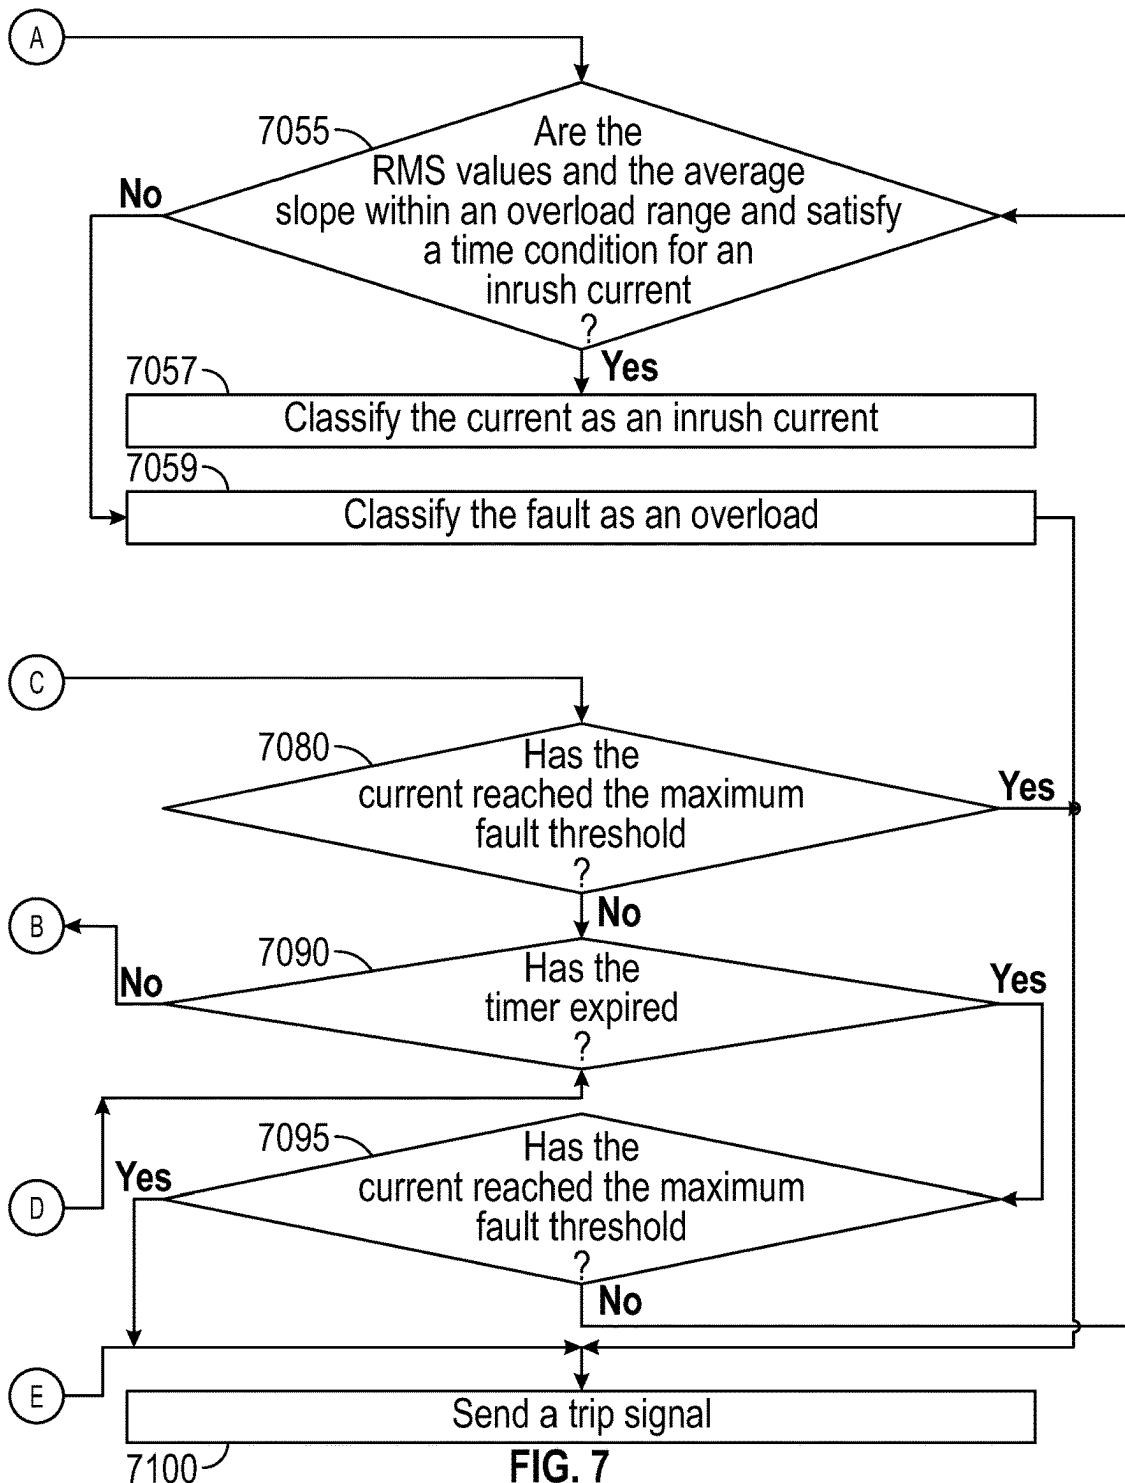 A
7055
Are the
RMS values and the average
slope within an overload range and satisfy
a time condition for an
inrush current
?
No
Yes
7057
Classify the current as an inrush current
7059
Classify the fault as an overload
C
7080
Has the
current reached the maximum
fault threshold
?
Yes
No
B
7090
Has the
timer expired
?
No
Yes
7095
Has the
current reached the maximum
fault threshold
?
Yes
D
No
E
Send a trip signal
7100
FIG. 7